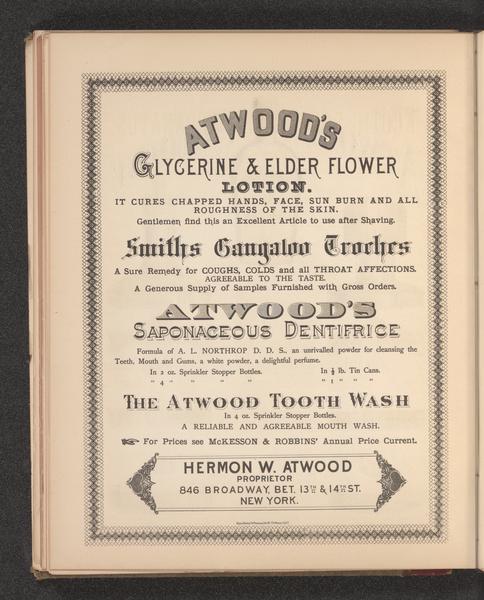 ATWOOD'S
GLYCERINE & ELDER FLOWER
LOTION.
IT CURES CHAPPED HANDS, FACE, SUN BURN AND ALL
ROUGHNESS OF THE SKIN.
Gentlemen find this an Excellent Article to use after Shaving.
Smiths Gangaloo Troches
A Sure Remedy for COUGHS, COLDS and all THROAT AFFECTIONS.
AGREEABLE TO THE TASTE.
A Generous Supply of Samples Furnished with Gross Orders.
ATWOOD'S
SAPONACEOUS DENTIFRICE
Formula of A. L. NORTHROP D. D. S., an unrivalled powder for cleansing the
Teeth, Mouth and Gums, a white powder, a delightful perfume.
In 2 oz. Sprinkler Stopper Bottles. In ½ lb. Tin Cans.
" 4 " " " " " 1 " " "
THE ATWOOD TOOTH WASH
In 4 oz. Sprinkler Stopper Bottles.
A RELIABLE AND AGREEABLE MOUTH WASH.
☞ For Prices see McKESSON & ROBBINS' Annual Price Current.
HERMON W. ATWOOD
PROPRIETOR
846 BROADWAY, BET. 13TH & 14TH ST.
NEW YORK.